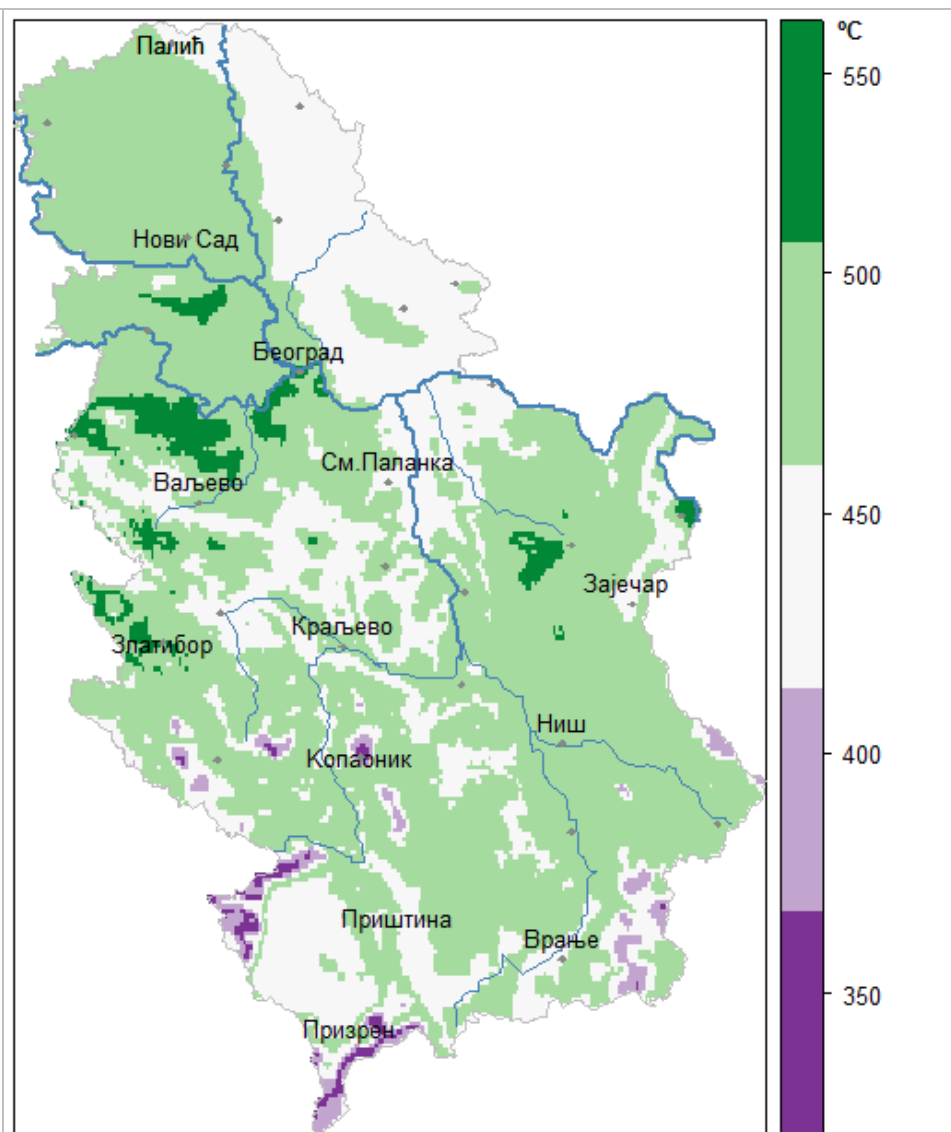 ºC
Палић
550
Нови Сад
500
Београд
См.Паланка
Ваљево
450
Зајечар
Краљево
Златибор
Ниш
400
Копаоник
Приштина
Врање
350
Призрен